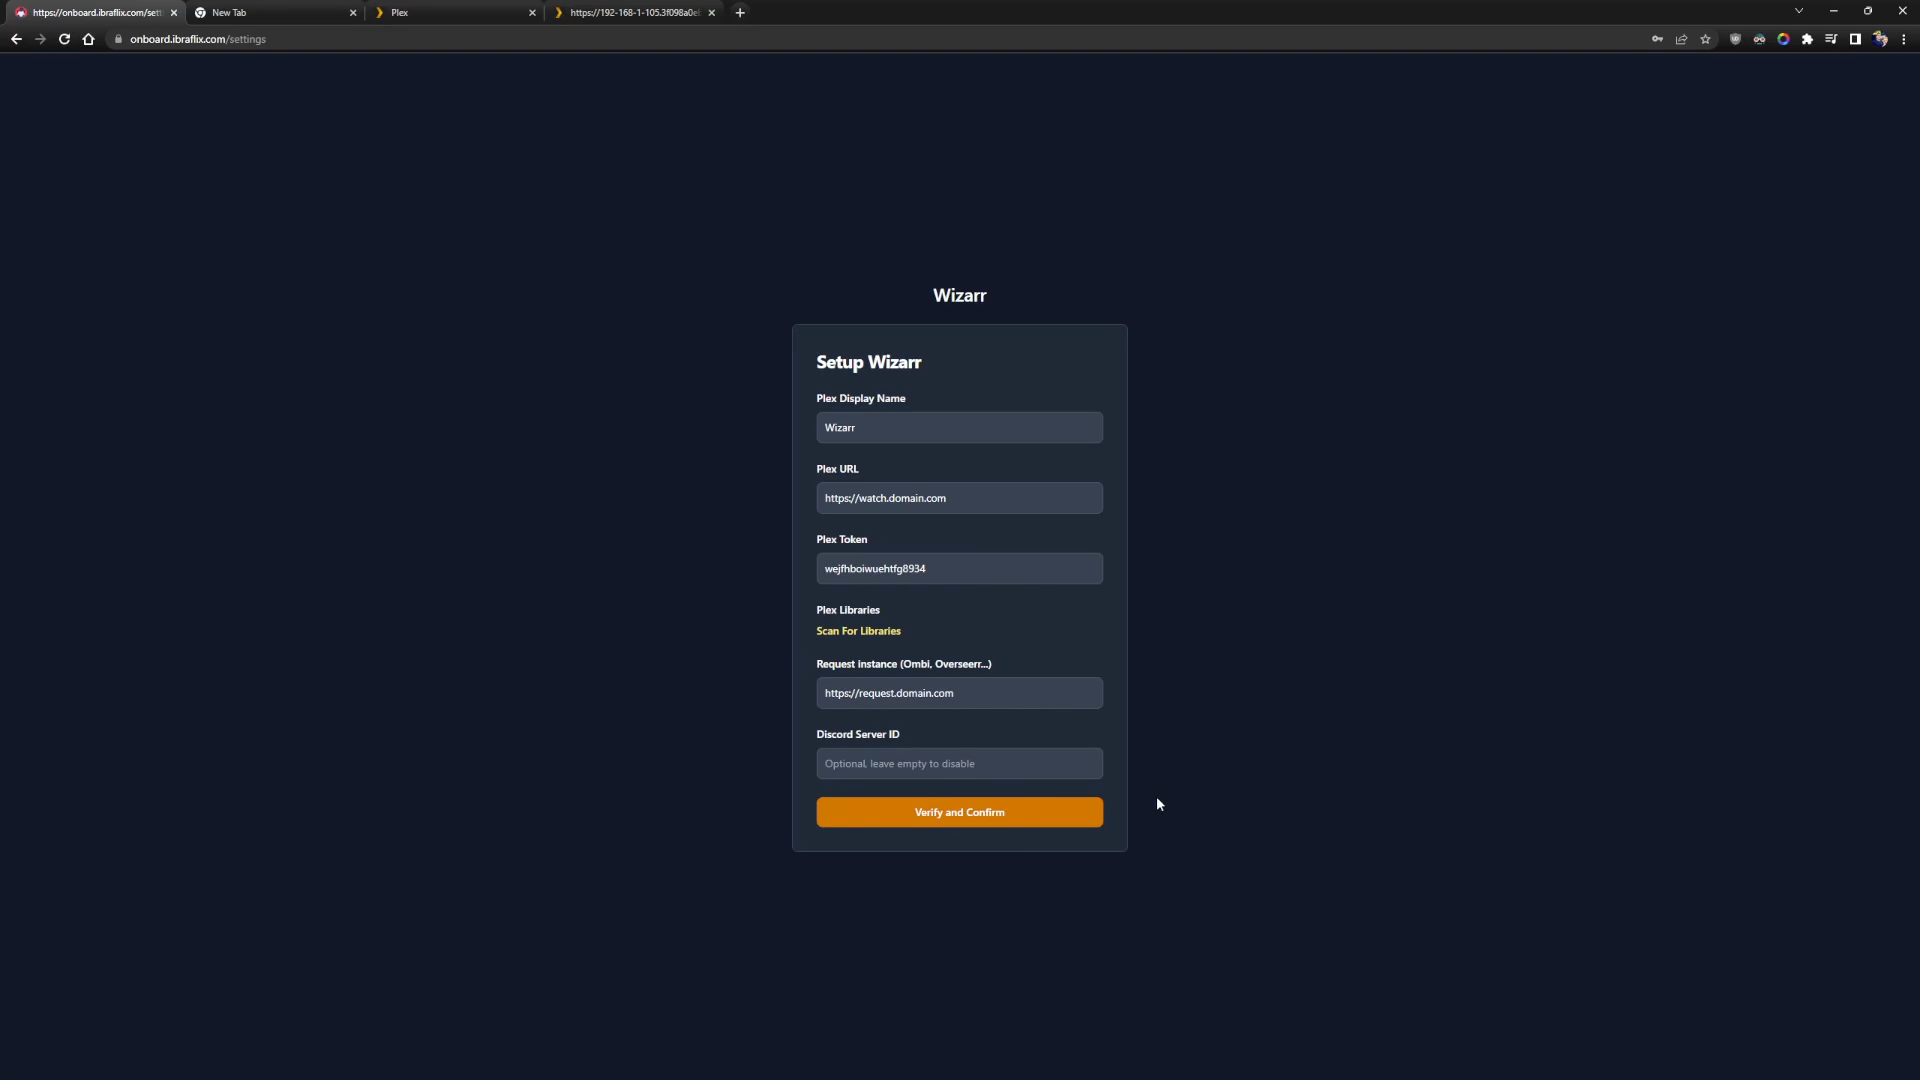 https://onboard.ibraflix.com/sett
New Tab
Plex
https://192-168-1-105.3f098a0e
onboard.ibraflix.com/settings
Wizarr
Setup Wizarr
Plex Display Name
Wizarr
Plex URL
https://watch.domain.com
Plex Token
wejfhboiwuehtfg8934
Plex Libraries
Scan For Libraries
Request instance (Ombi, Overseerr...)
https://request.domain.com
Discord Server ID
Optional, leave empty to disable
Verify and Confirm